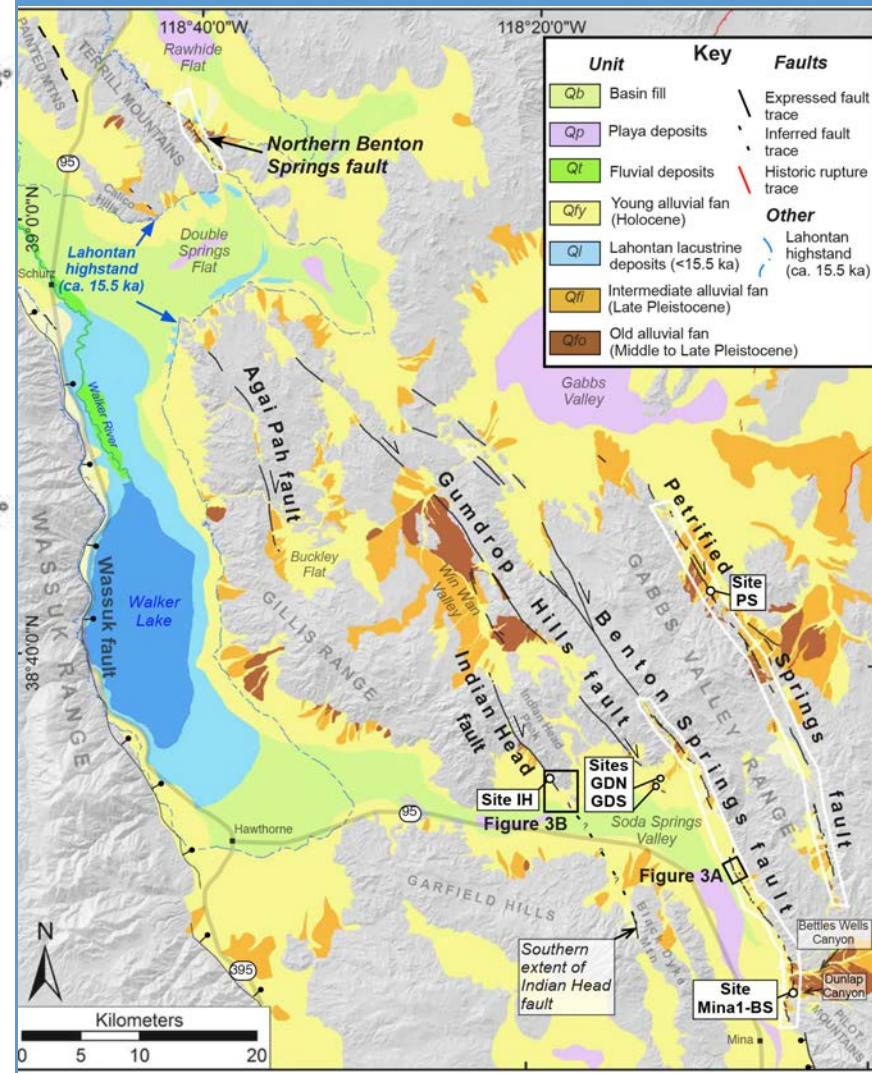 118°40'0"W
118°20'0"W
PAINTED MTNS
TERRILL MOUNTAINS
Rawhide
Flat
Northern Benton
Springs fault
95
Calico
Hills
39°0'0"N
Lahontan
highstand
(ca. 15.5 ka)
Double
Springs
Flat
Schurz
Key
Unit
Faults
Qb Basin fill
Qp Playa deposits
Qt Fluvial deposits
Qfy Young alluvial fan
(Holocene)
Ql Lahontan lacustrine
deposits (<15.5 ka)
Qfi Intermediate alluvial fan
(Late Pleistocene)
Qfo Old alluvial fan
(Middle to Late Pleistocene)
Expressed fault
trace
Inferred fault
trace
Historic rupture
trace
Other
Lahontan
highstand
(ca. 15.5 ka)
Gabbs
Valley
Walker River
Agai Pah fault
Gumdrop Hills fault
Petrified Springs fault
Buckley
Flat
Win Wan
Valley
Site
PS
WASSUK RANGE
Wassuk fault
Walker
Lake
GILLIS RANGE
Benton Springs fault
GABBS VALLEY RANGE
38°40'0"N
Indian Head
fault
Indian Head
Peak
Site IH
Figure 3B
Sites
GDN
GDS
95
Hawthorne
Soda Springs
Valley
Figure 3A
GARFIELD HILLS
?
Black Dyke
Mtn
Southern
extent of
Indian Head
fault
Bettles Wells
Canyon
Dunlap
Canyon
Site
Mina1-BS
PILOT
MOUNTAINS
Mina
395
N
Kilometers
0 5 10 20